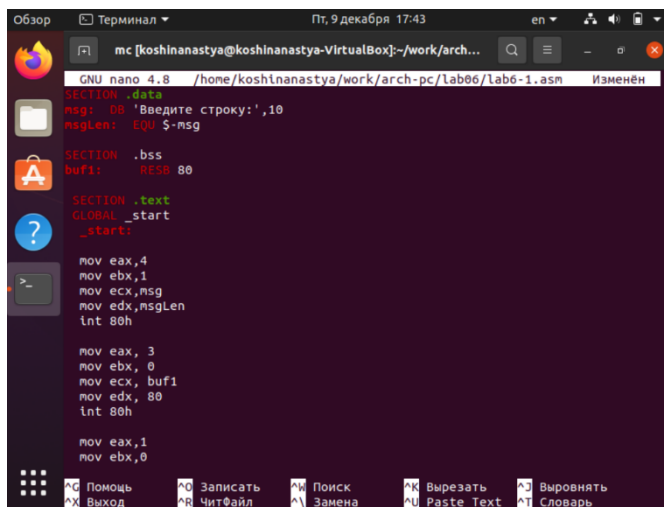 Обзор Терминал Пт, 9 декабря 17:43 en
mc [koshinanastya@koshinanastya-VirtualBox]:~/work/arch...
GNU nano 4.8 /home/koshinanastya/work/arch-pc/lab06/lab6-1.asm Изменён
SECTION .data
msg: DB 'Введите строку:',10
msgLen: EQU $-msg
SECTION .bss
buf1: RESB 80
SECTION .text
GLOBAL _start
_start:
mov eax,4
mov ebx,1
mov ecx,msg
mov edx,msgLen
int 80h
mov eax, 3
mov ebx, 0
mov ecx, buf1
mov edx, 80
int 80h
mov eax,1
mov ebx,0
^G Помощь ^O Записать ^W Поиск ^K Вырезать ^J Выровнять
^X Выход ^R ЧитФайл ^\ Замена ^U Paste Text ^T Словарь